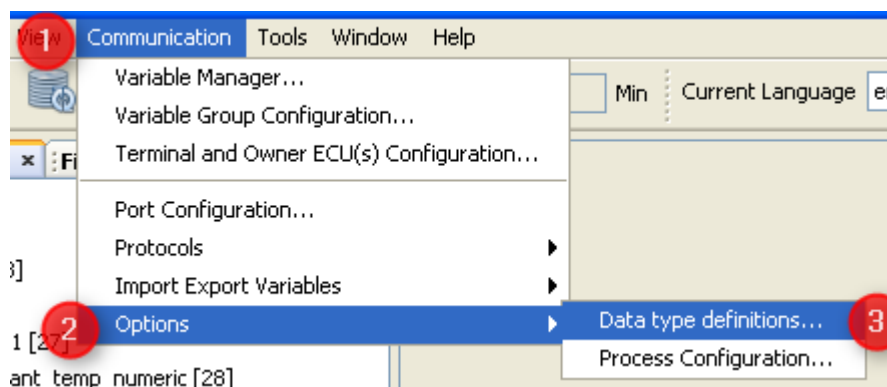 View 1 Communication Tools Window Help
Variable Manager...
Min Current Language
Variable Group Configuration...
Terminal and Owner ECU(s) Configuration...
Port Configuration...
Protocols
Import Export Variables
2 Options
Data type definitions... 3
1 [27]
Process Configuration...
ant_temp_numeric [28]